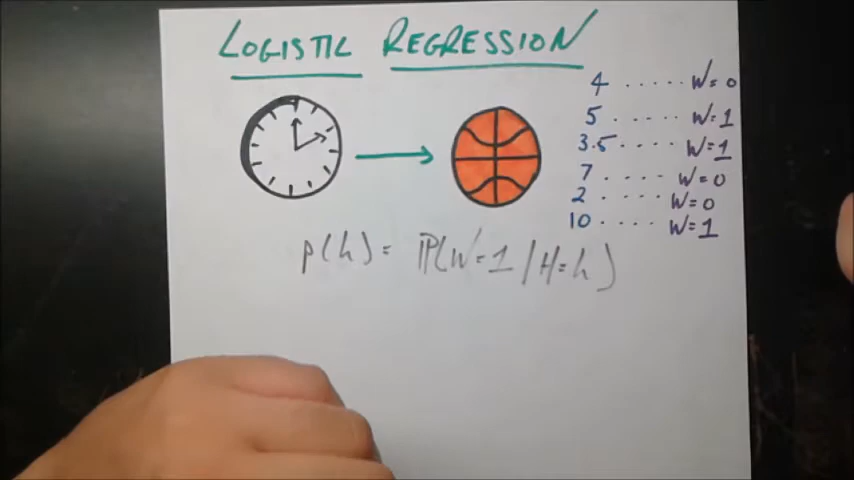 LOGISTIC REGRESSION
4 ..... W=0
5 ..... W=1
3.5 ..... W=1
7 ..... W=0
2 ..... W=0
10 .... W=1
p(h) = P(W=1 / H=h)